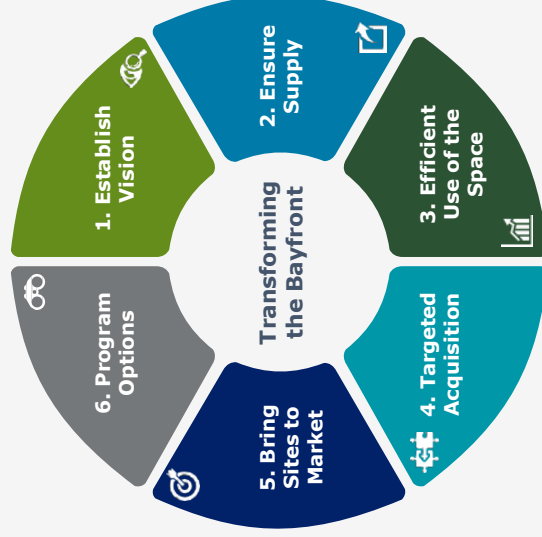 Transforming
the Bayfront
1. Establish
Vision
2. Ensure
Supply
3. Efficient
Use of the
Space
4. Targeted
Acquisition
5. Bring
Sites to
Market
6. Program
Options